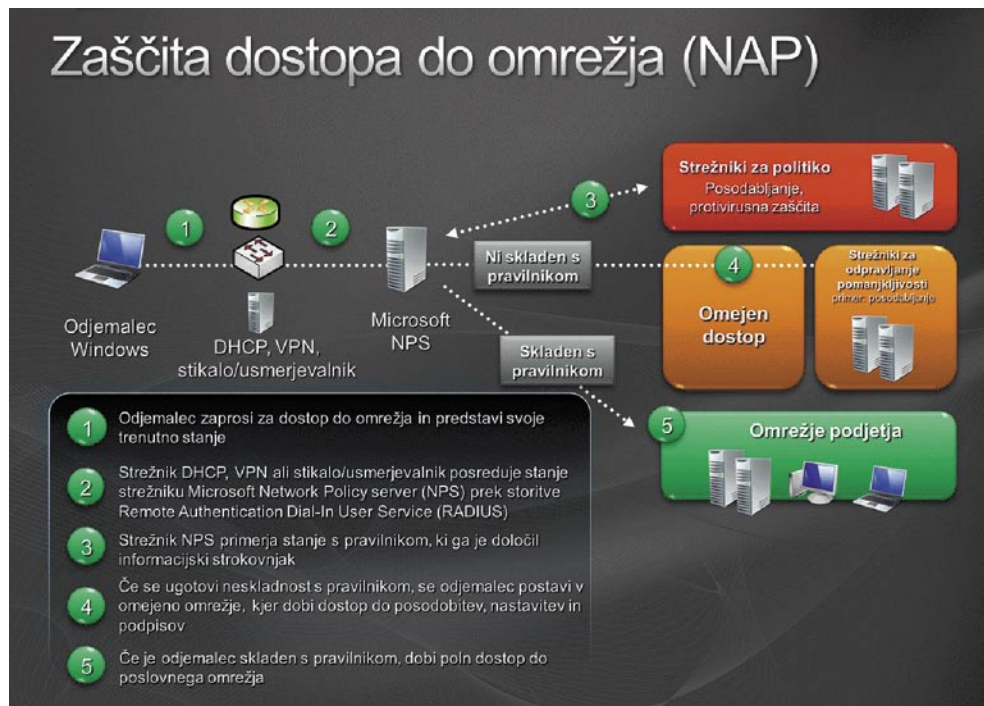 Zaščita dostopa do omrežja (NAP)
Strežniki za politiko
Posodabljanje,
protivirusna zaščita
1
2
3
Ni skladen s
pravilnikom
4
Strežniki za
odpravljanje
pomanjkljivosti
primer: posodabljanje
Omejen
dostop
Odjemalec
Windows
DHCP, VPN,
stikalo/usmerjevalnik
Microsoft
NPS
Skladen s
pravilnikom
5
Omrežje podjetja
1
Odjemalec zaprosi za dostop do omrežja in predstavi svoje
trenutno stanje
2
Strežnik DHCP, VPN ali stikalo/usmerjevalnik posreduje stanje
strežniku Microsoft Network Policy server (NPS) prek storitve
Remote Authentication Dial-In User Service (RADIUS)
3
Strežnik NPS primerja stanje s pravilnikom, ki ga je določil
informacijski strokovnjak
4
Če se ugotovi neskladnost s pravilnikom, se odjemalec postavi v
omejeno omrežje, kjer dobi dostop do posodobitev, nastavitev in
podpisov
5
Če je odjemalec skladen s pravilnikom, dobi poln dostop do
poslovnega omrežja